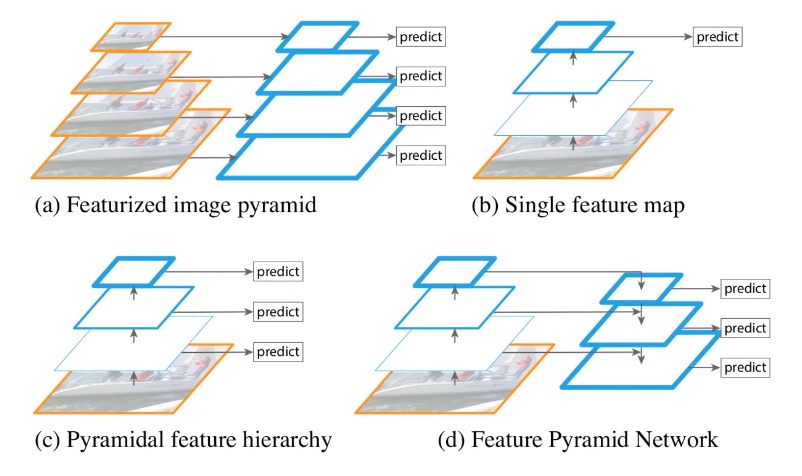 predict
predict
predict
predict
(a) Featurized image pyramid
predict
(b) Single feature map
predict
predict
predict
(c) Pyramidal feature hierarchy
predict
predict
predict
(d) Feature Pyramid Network